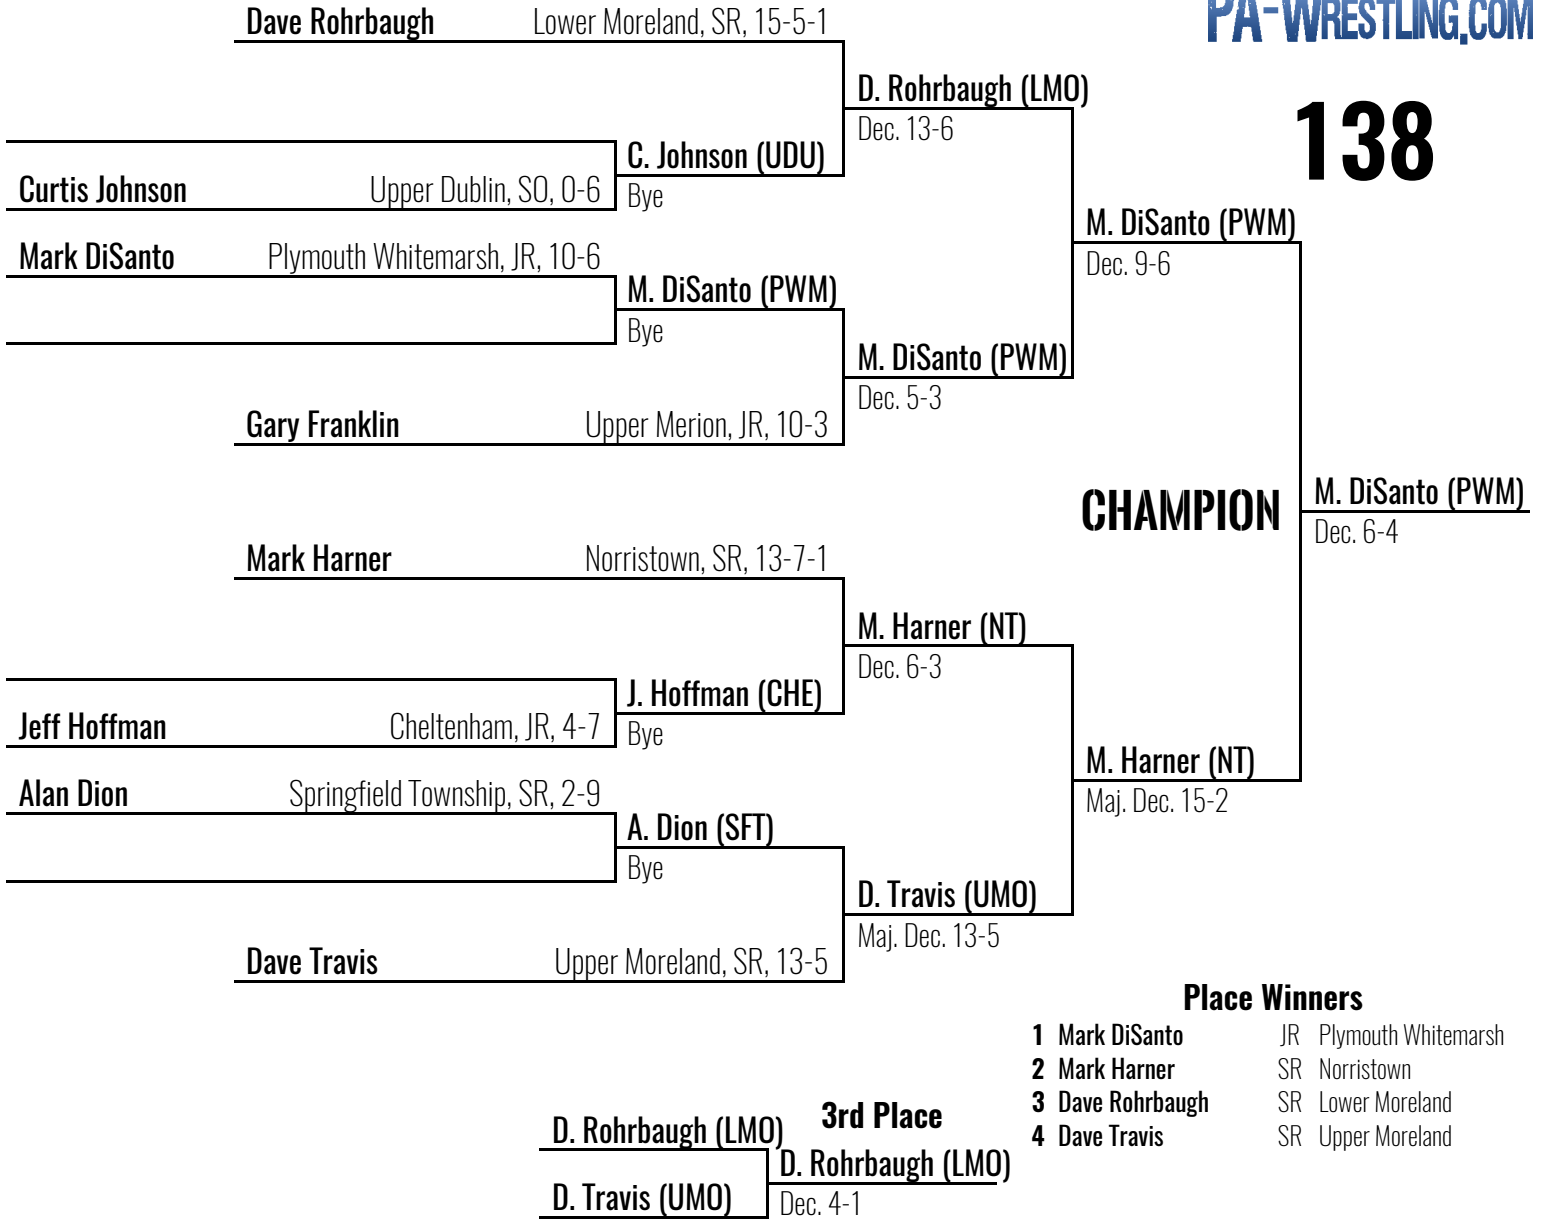 PA-WRESTLING.COM
138
Dave Rohrbaugh Lower Moreland, SR, 15-5-1
D. Rohrbaugh (LMO)
Dec. 13-6
C. Johnson (UDU)
Bye
Curtis Johnson Upper Dublin, SO, 0-6
M. DiSanto (PWM)
Dec. 9-6
Mark DiSanto Plymouth Whitemarsh, JR, 10-6
M. DiSanto (PWM)
Bye
M. DiSanto (PWM)
Dec. 5-3
Gary Franklin Upper Merion, JR, 10-3
CHAMPION
M. DiSanto (PWM)
Dec. 6-4
Mark Harner Norristown, SR, 13-7-1
M. Harner (NT)
Dec. 6-3
J. Hoffman (CHE)
Bye
Jeff Hoffman Cheltenham, JR, 4-7
M. Harner (NT)
Maj. Dec. 15-2
Alan Dion Springfield Township, SR, 2-9
A. Dion (SFT)
Bye
D. Travis (UMO)
Maj. Dec. 13-5
Dave Travis Upper Moreland, SR, 13-5
Place Winners
1 Mark DiSanto JR Plymouth Whitemarsh
2 Mark Harner SR Norristown
3 Dave Rohrbaugh SR Lower Moreland
4 Dave Travis SR Upper Moreland
3rd Place
D. Rohrbaugh (LMO)
D. Rohrbaugh (LMO)
Dec. 4-1
D. Travis (UMO)